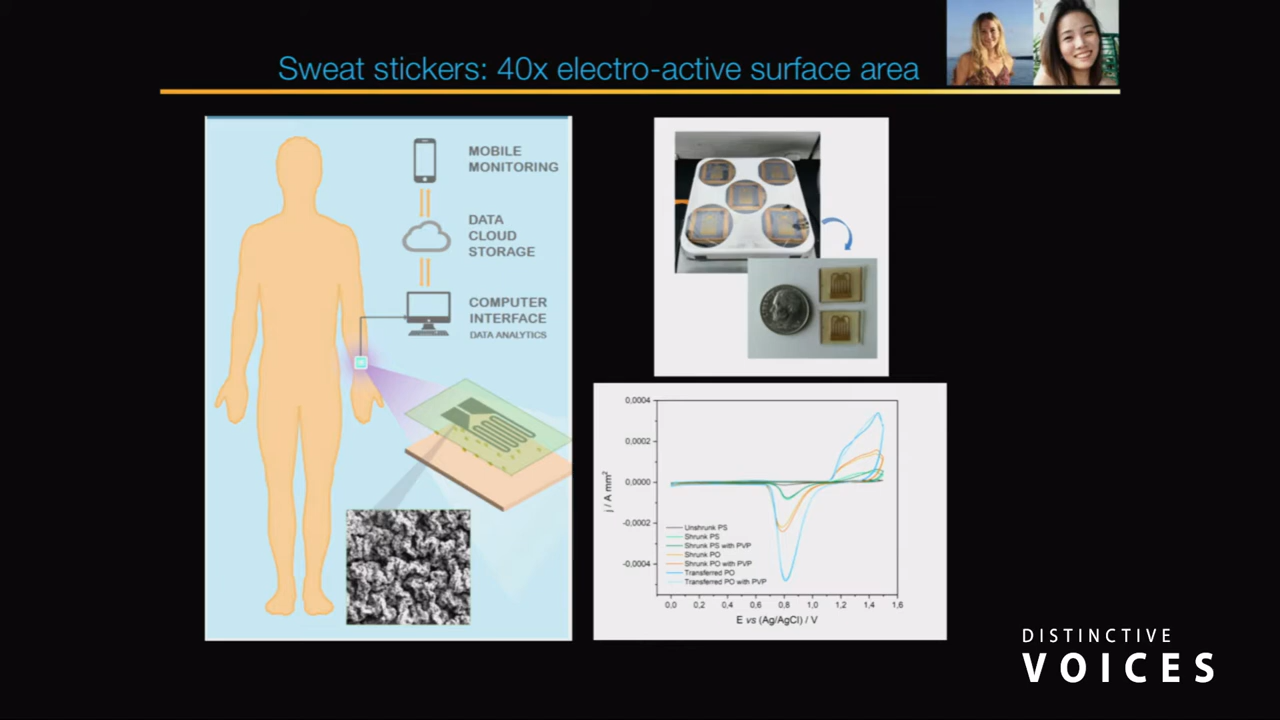 Sweat stickers: 40x electro-active surface area
MOBILE
MONITORING
DATA
CLOUD
STORAGE
COMPUTER
INTERFACE
DATA ANALYTICS
0,0004
0,0002
0,0000
-0,0002
-0,0004
j / A mm²
Unshrunk PS
Shrunk PS
Shrunk PS with PVP
Shrunk PO
Shrunk PO with PVP
Transferred PO
Transferred PO with PVP
0,0 0,2 0,4 0,6 0,8 1,0 1,2 1,4 1,6
E vs (Ag/AgCl) / V
DISTINCTIVE
VOICES